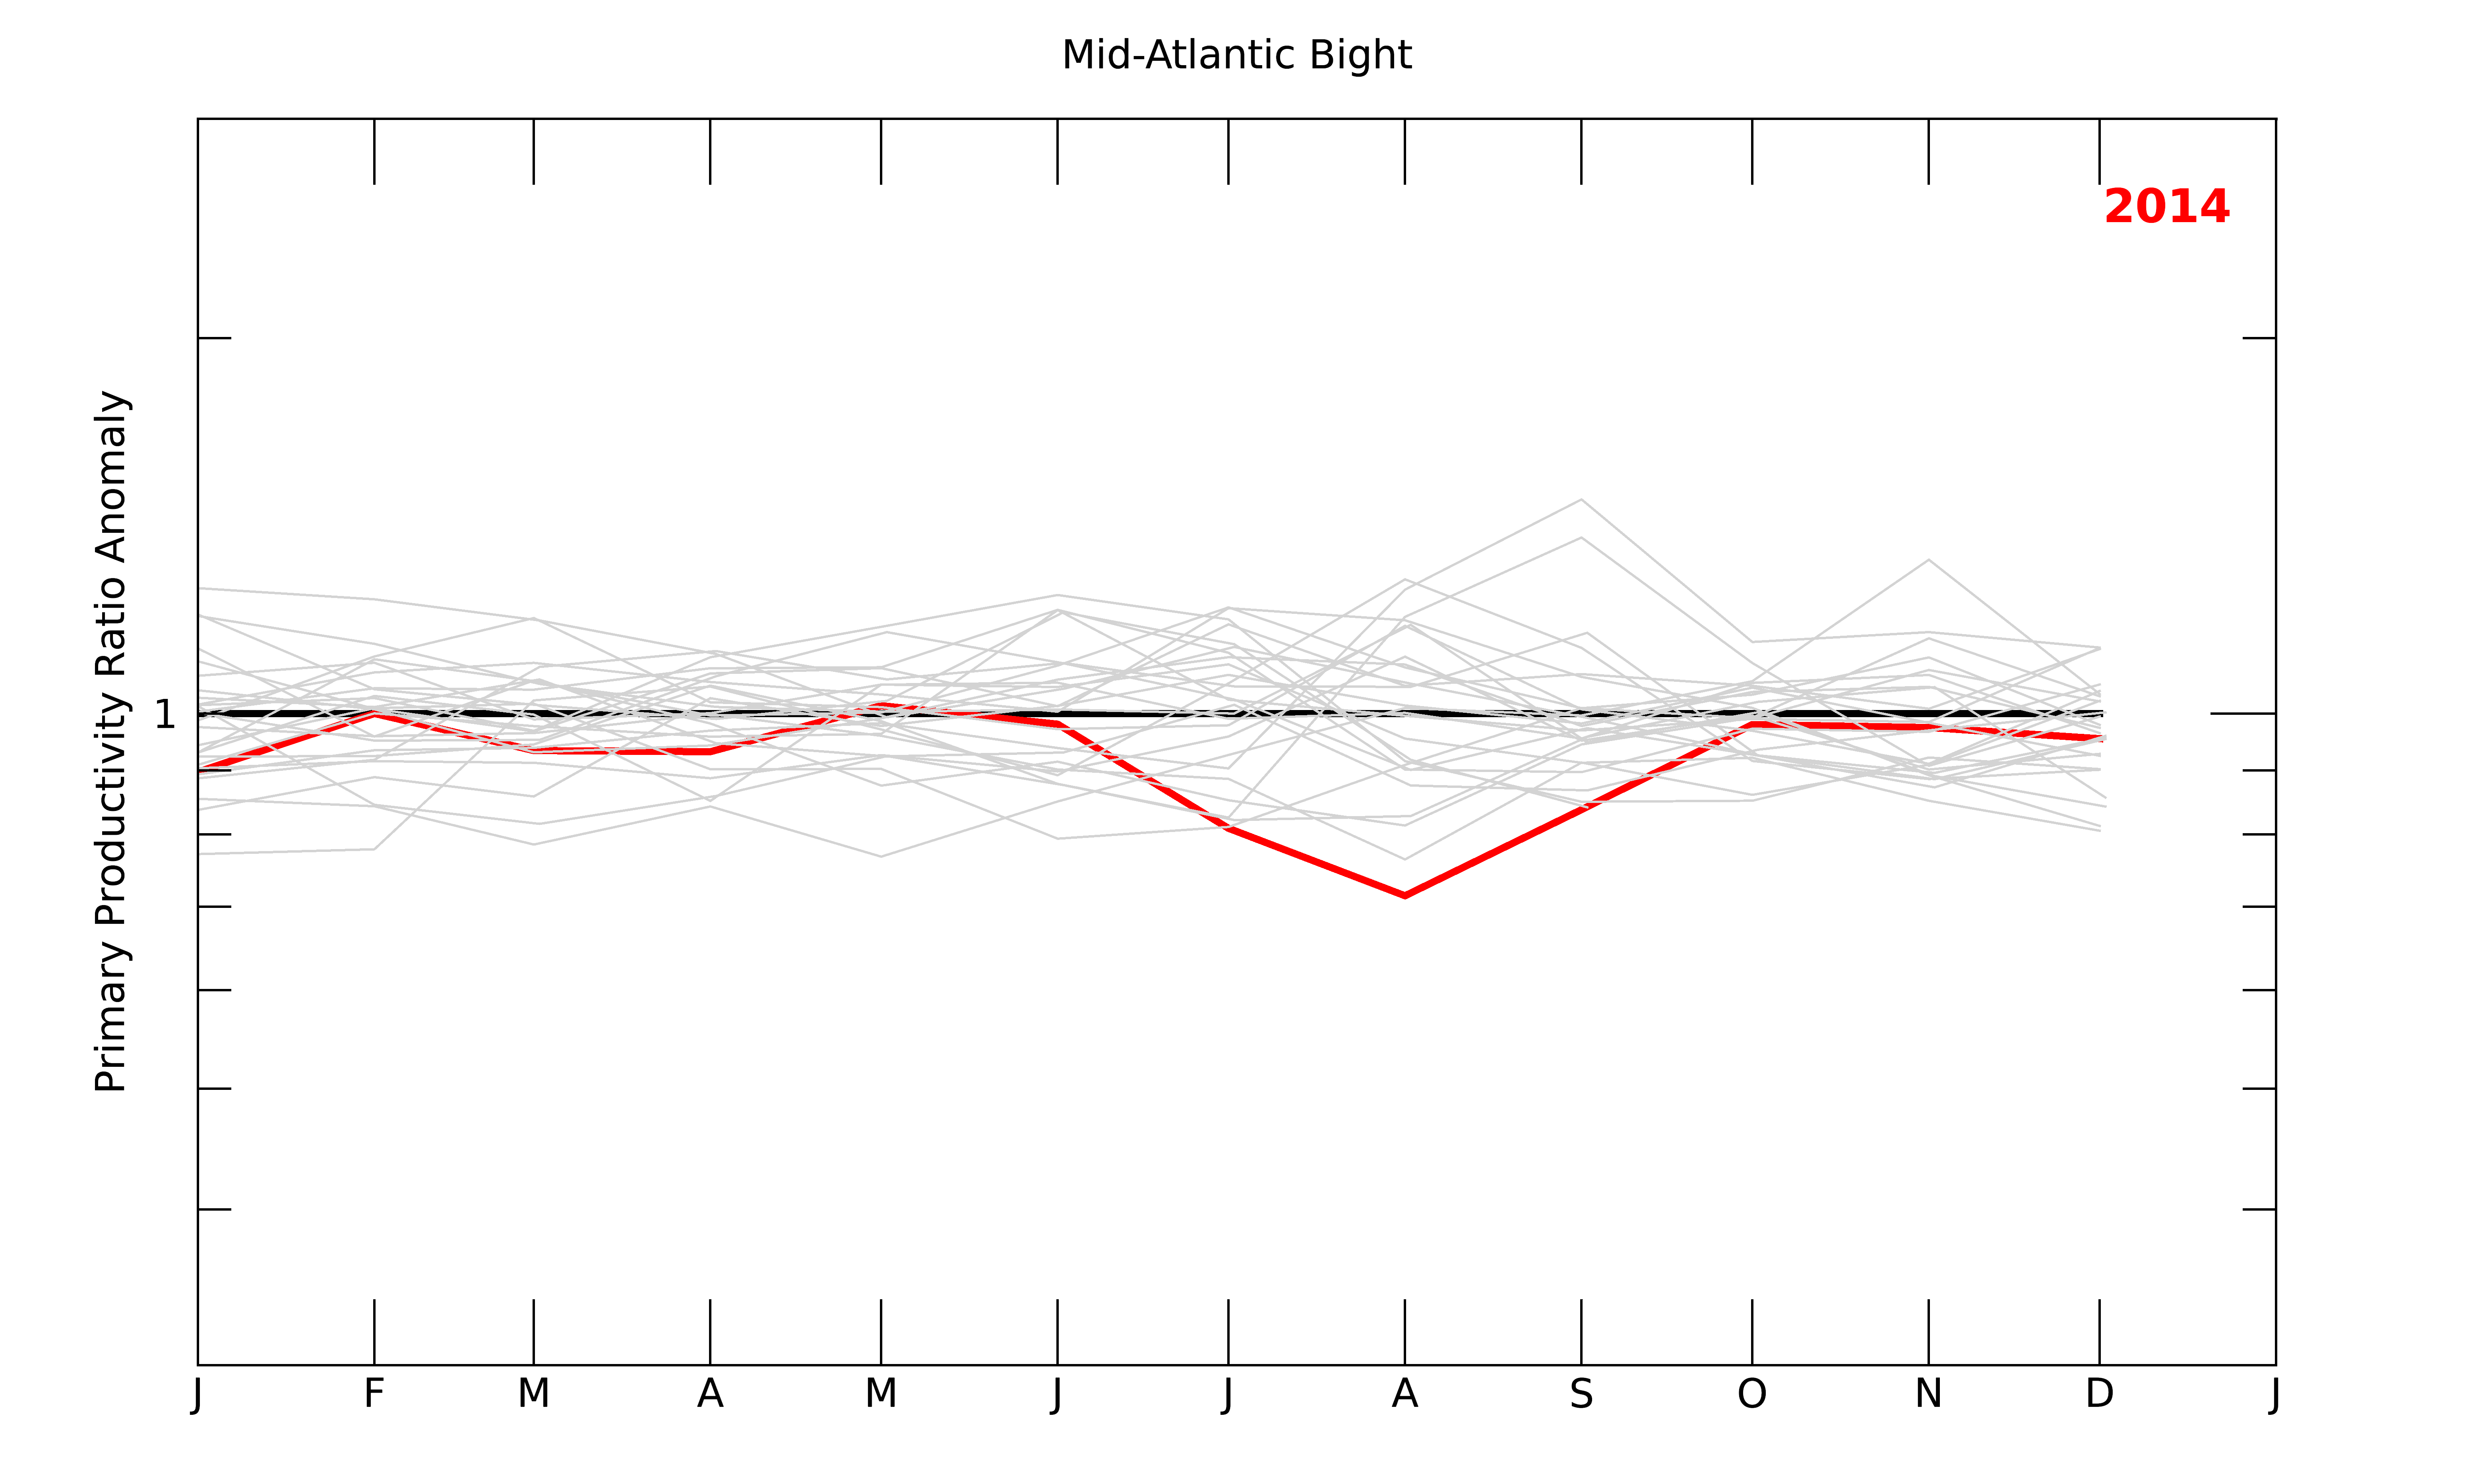 Mid-Atlantic Bight
2014
Primary Productivity Ratio Anomaly
1
J F M A M J J A S O N D J